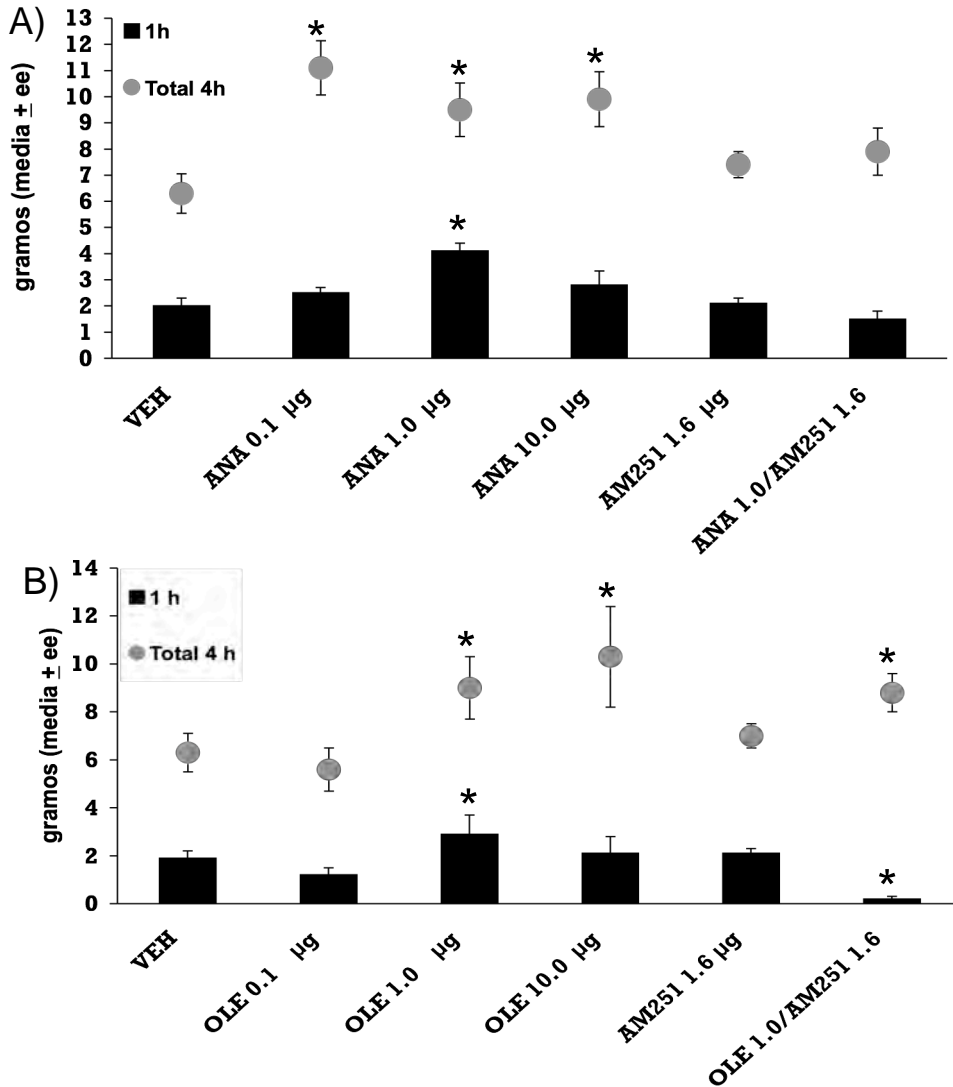 A)
13
12
11
10
9
8
7
6
5
4
3
2
1
0
gramos (media ± ee)
1h
Total 4h
*
*
*
*
VEH
ANA 0.1 µg
ANA 1.0 µg
ANA 10.0 µg
AM251 1.6 µg
ANA 1.0/AM251 1.6
B)
14
12
10
8
6
4
2
0
gramos (media ± ee)
1 h
Total 4 h
*
*
*
*
*
VEH
OLE 0.1 µg
OLE 1.0 µg
OLE 10.0 µg
AM251 1.6 µg
OLE 1.0/AM251 1.6